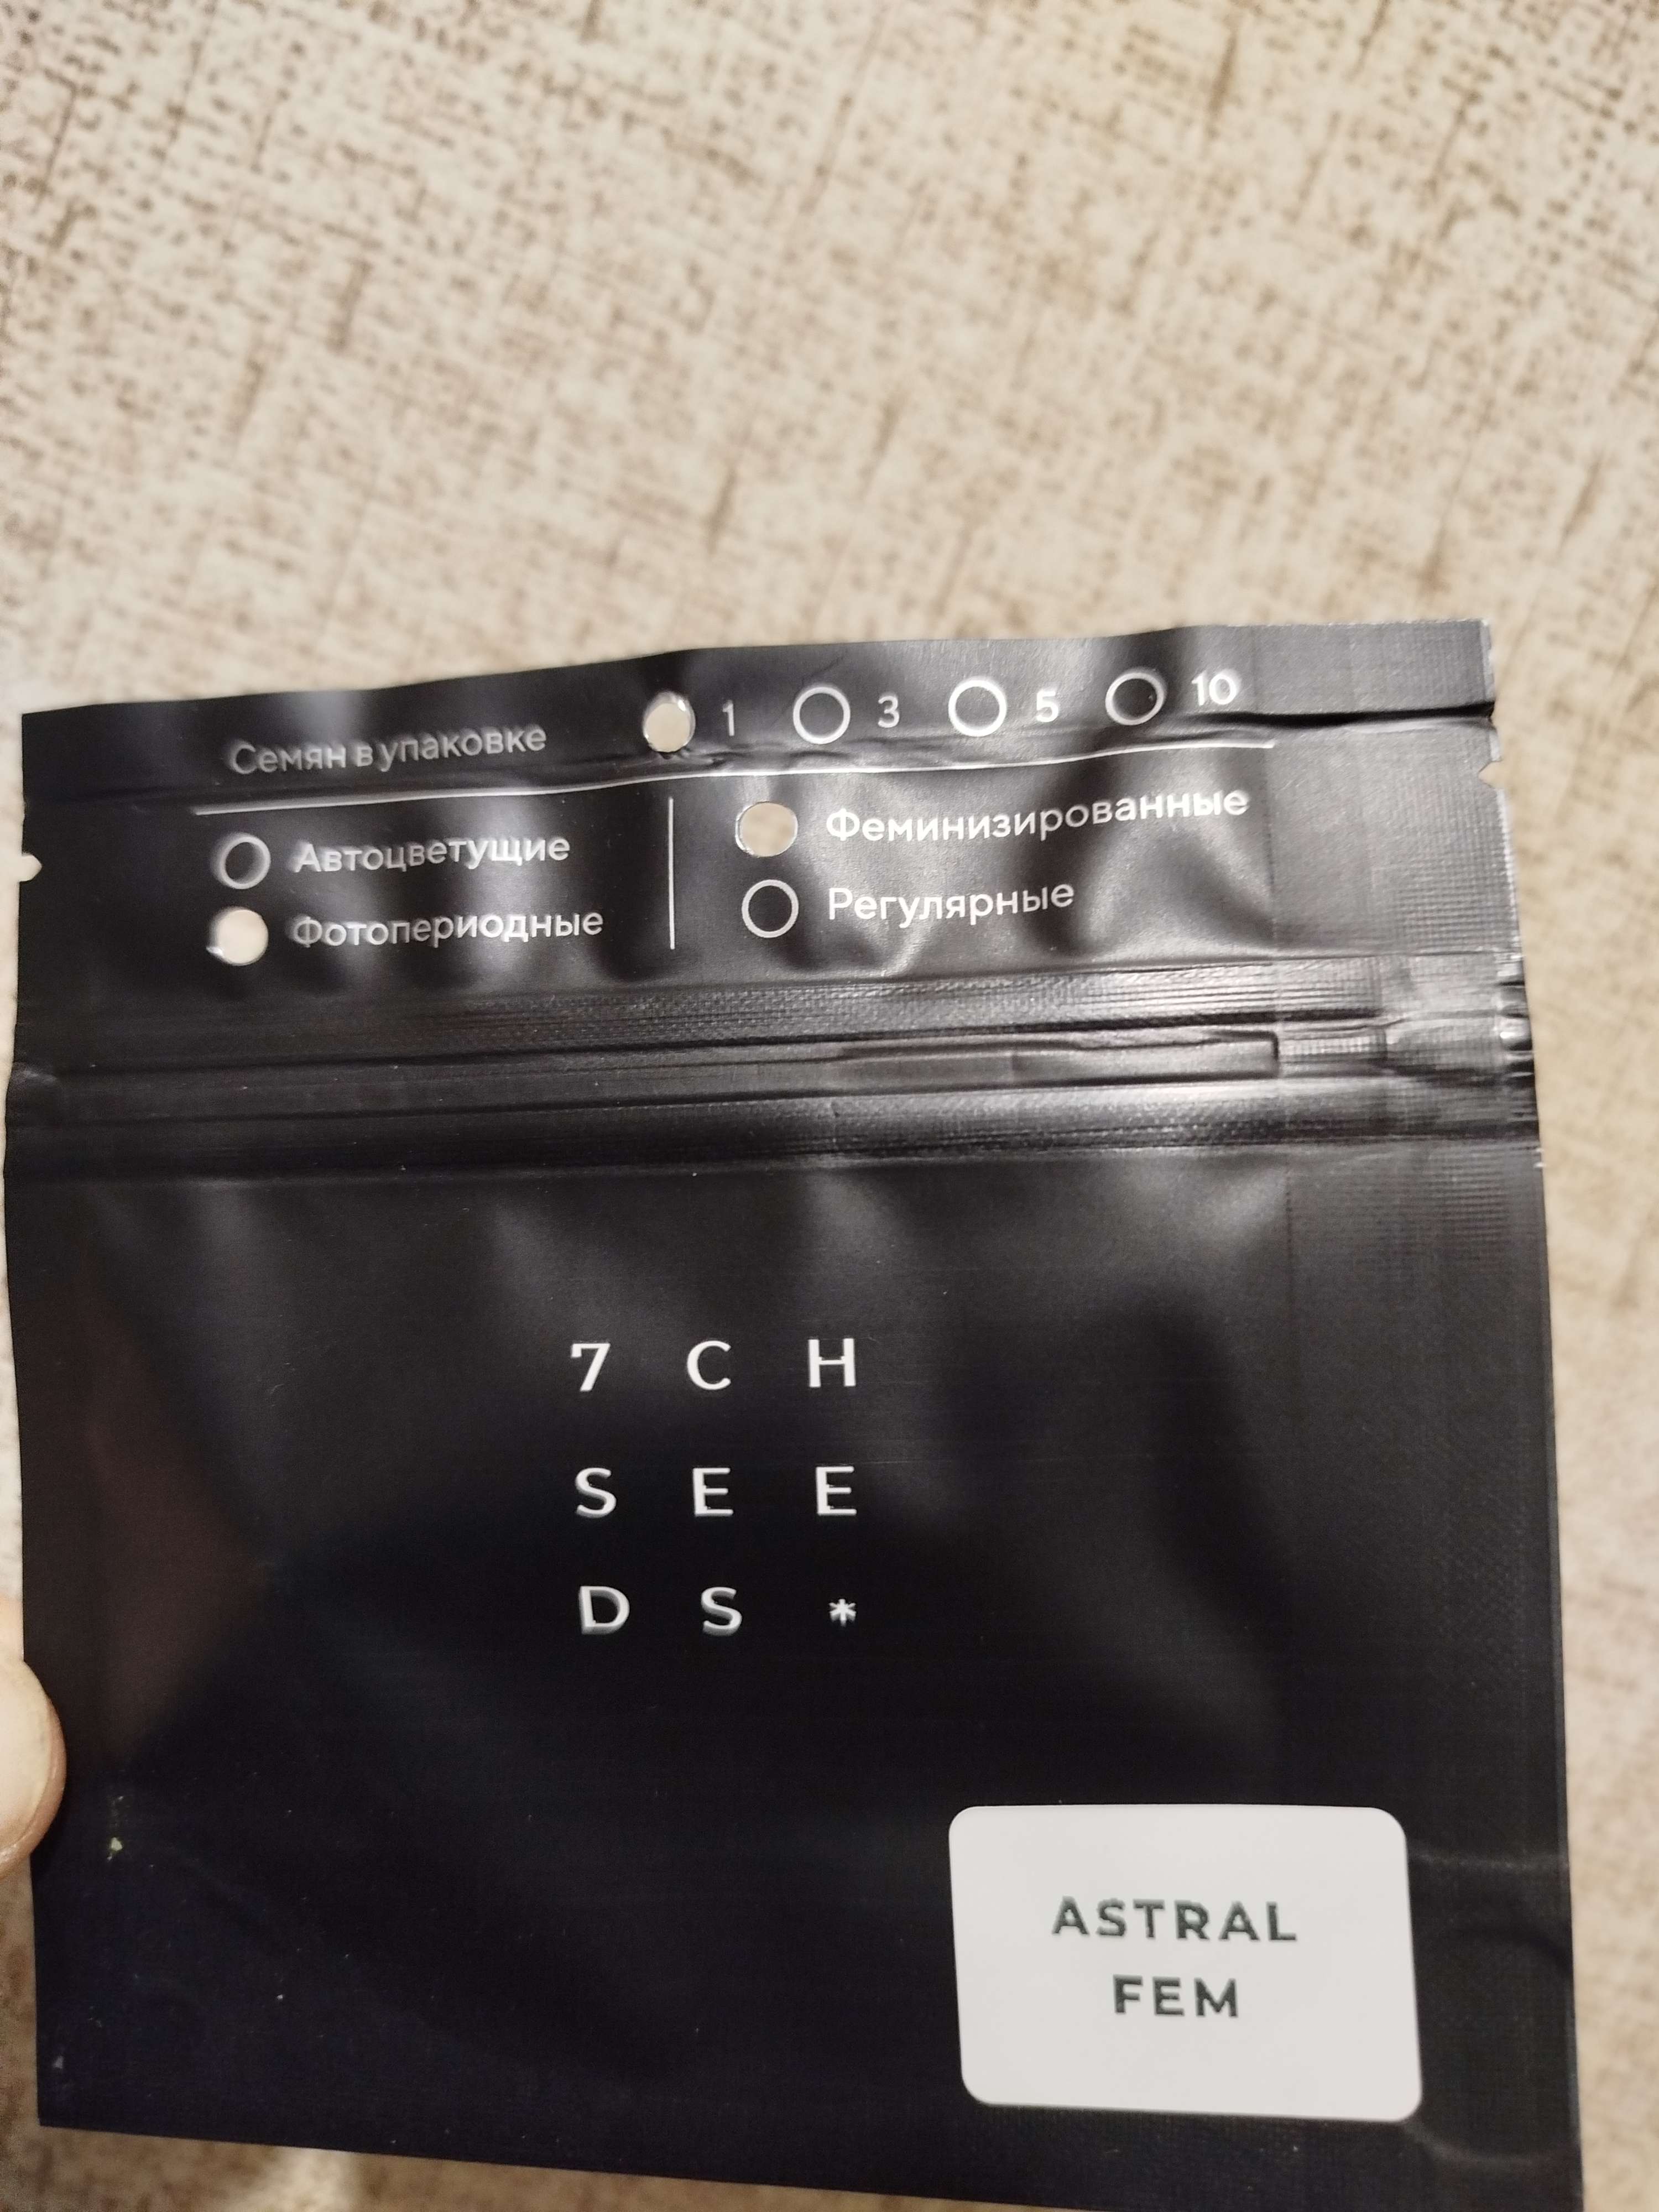 Семян в упаковке 1 3 5 10
Автоцветущие
Фотопериодные
Феминизированные
Регулярные
7 C H
S E E
D S *
ASTRAL
FEM